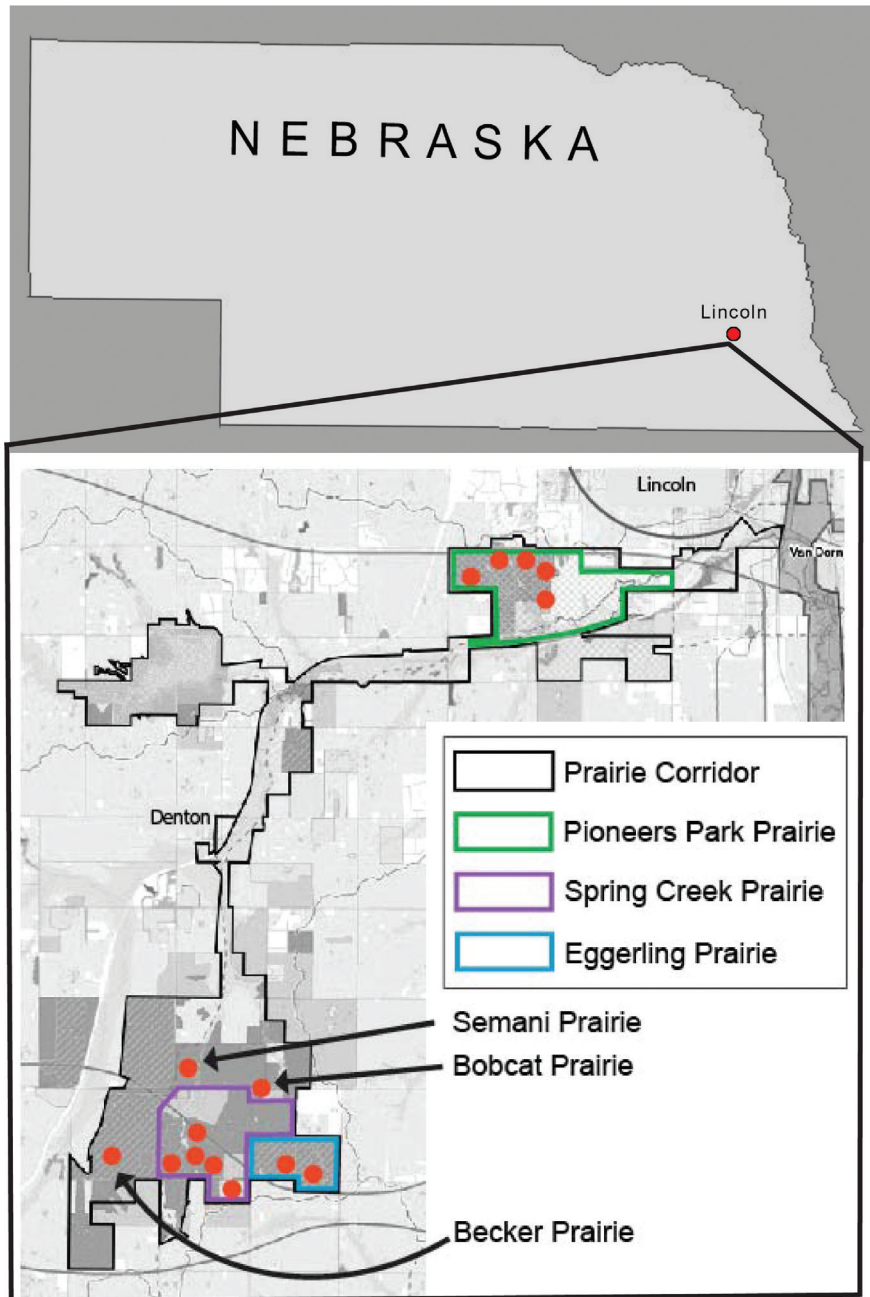 NEBRASKA
Lincoln
Lincoln
Van Dorn
Denton
Prairie Corridor
Pioneers Park Prairie
Spring Creek Prairie
Eggerling Prairie
Semani Prairie
Bobcat Prairie
Becker Prairie